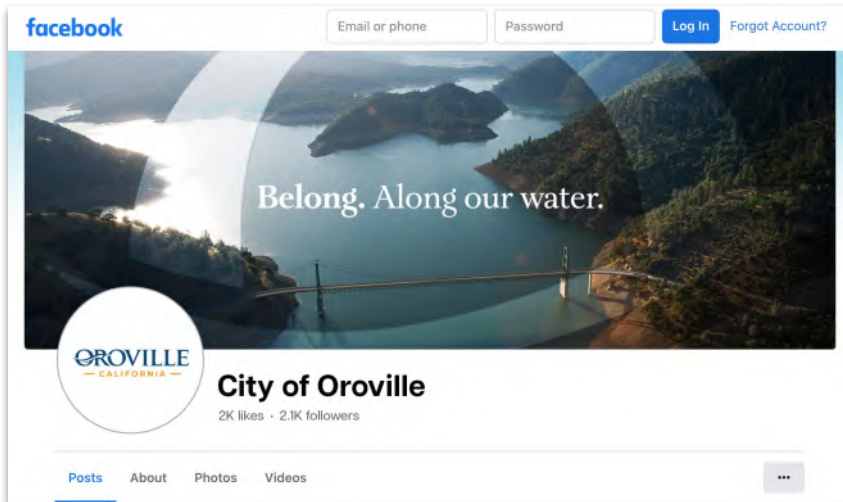 facebook
Email or phone
Password
Log In
Forgot Account?
Belong. Along our water.
OROVILLE
— CALIFORNIA —
City of Oroville
2K likes · 2.1K followers
Posts
About
Photos
Videos
...